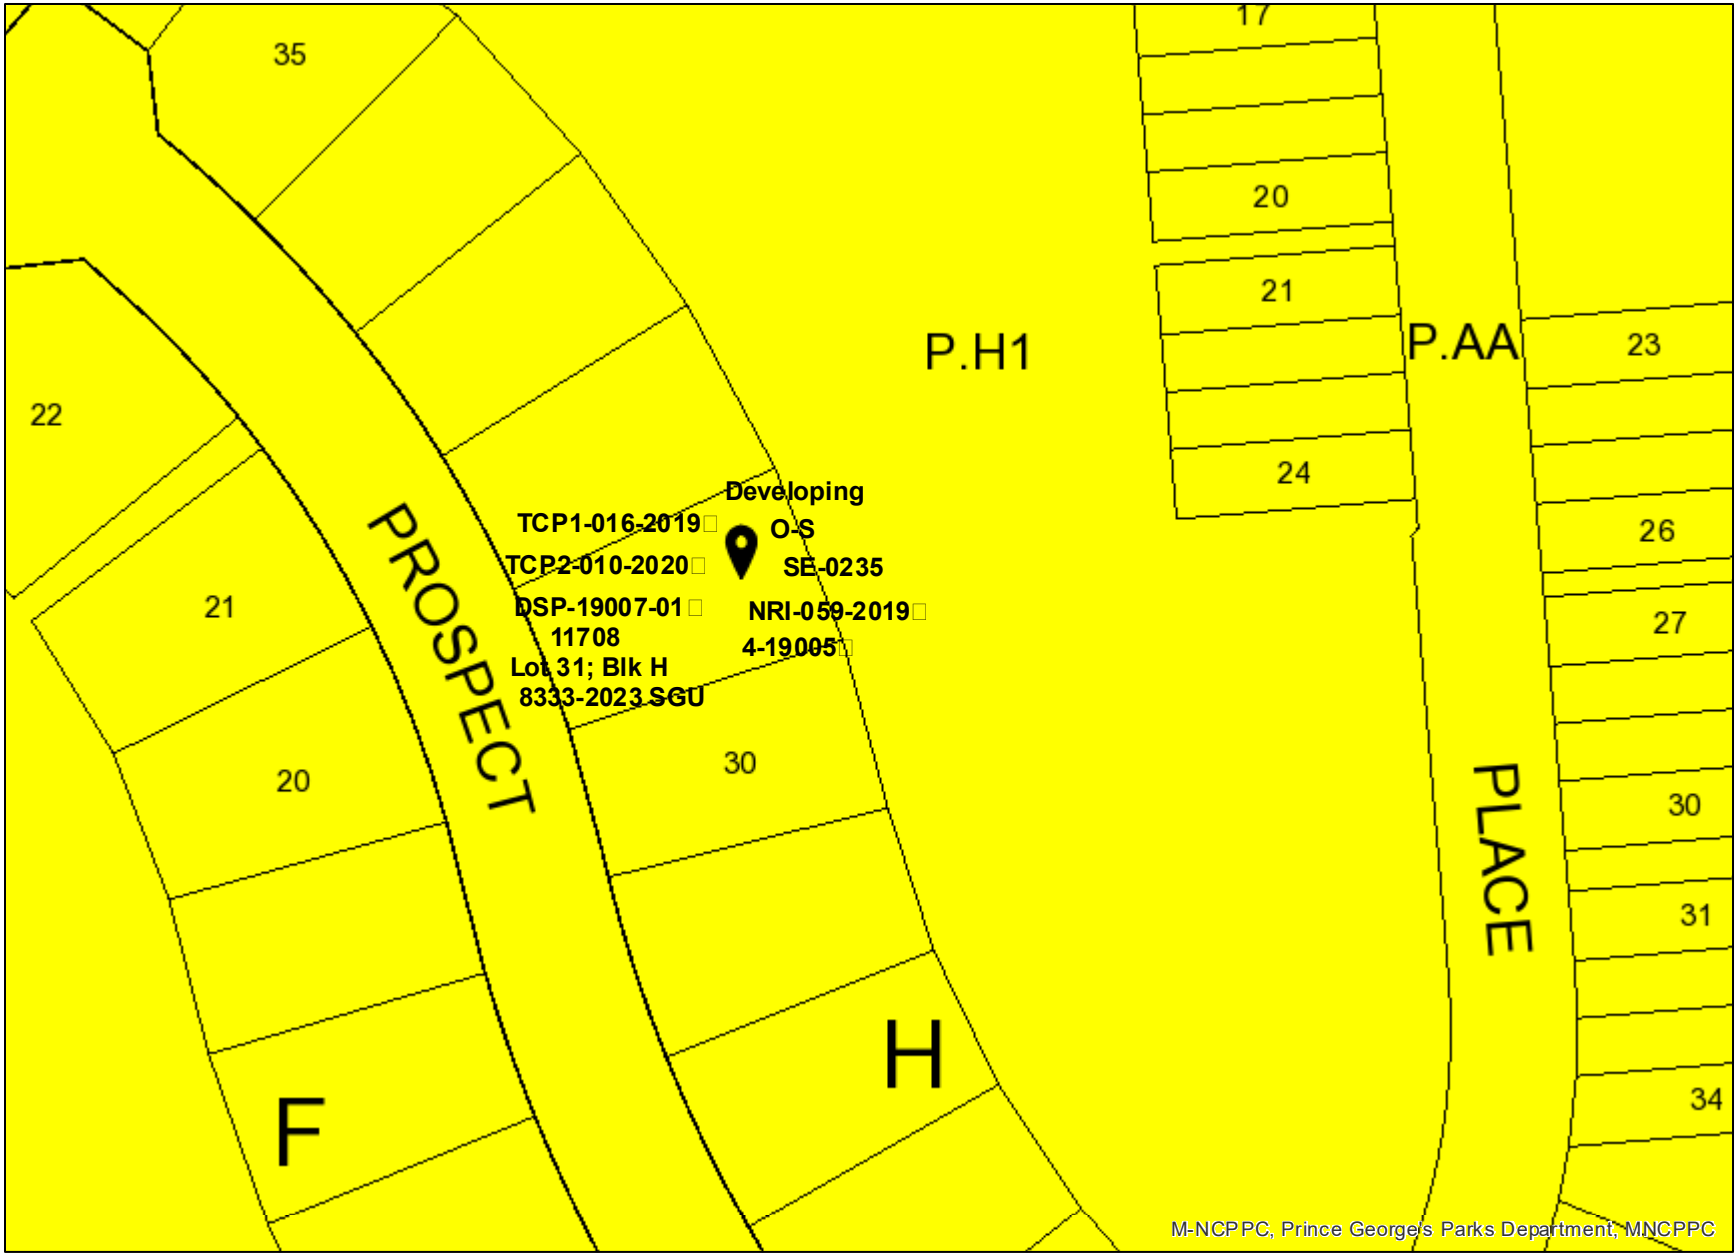 17
35
20
21
P.H1
P.AA
23
22
24
Developing
TCP1-016-2019
O-S
26
TCP2-010-2020
SE-0235
DSP-19007-01
NRI-059-2019
21
27
11708
4-19005
Lot 31; Blk H
8333-2023 SGU
PROSPECT
30
20
30
PLACE
31
H
34
F
M-NCPPC, Prince George's Parks Department, MNCPPC